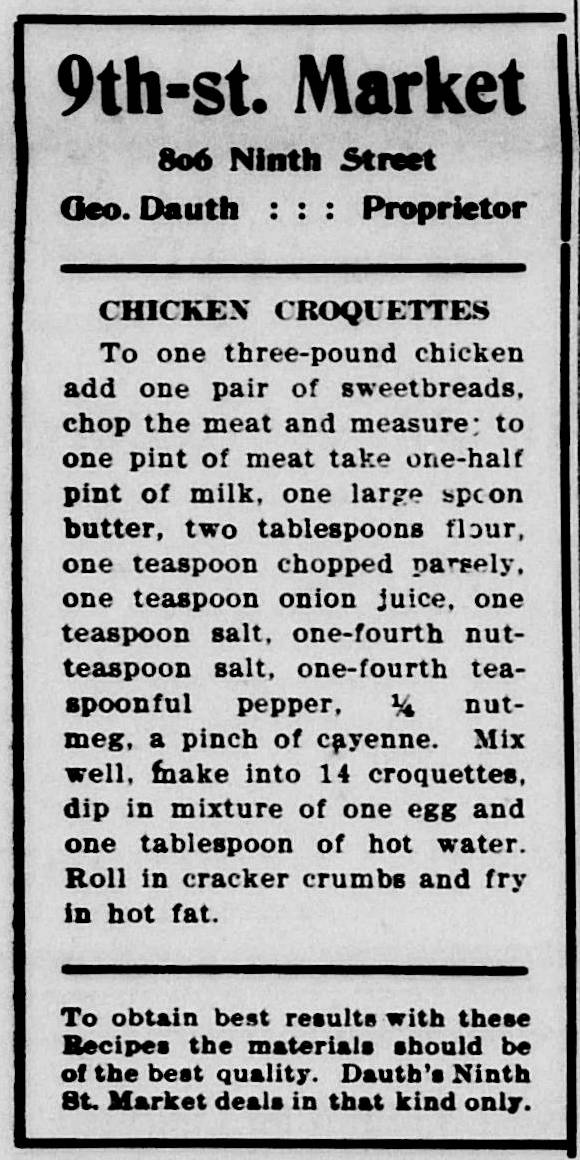 9th-st. Market
806 Ninth Street
Geo. Dauth : : : Proprietor
CHICKEN CROQUETTES
To one three-pound chicken
add one pair of sweetbreads,
chop the meat and measure; to
one pint of meat take one-half
pint of milk, one large spoon
butter, two tablespoons flour,
one teaspoon chopped parsely,
one teaspoon onion juice, one
teaspoon salt, one-fourth nut-
teaspoon salt, one-fourth tea-
spoonful pepper, ¼ nut-
meg, a pinch of cayenne. Mix
well, make into 14 croquettes,
dip in mixture of one egg and
one tablespoon of hot water.
Roll in cracker crumbs and fry
in hot fat.
To obtain best results with these
Recipes the materials should be
of the best quality. Dauth's Ninth
St. Market deals in that kind only.